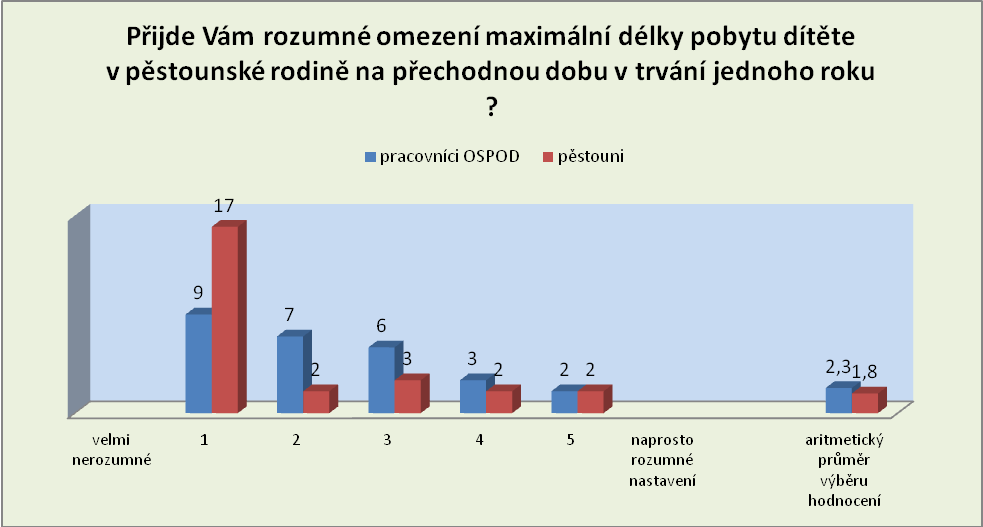 Přijde Vám rozumné omezení maximální délky pobytu dítěte
v pěstounské rodině na přechodnou dobu v trvání jednoho roku
?
pracovníci OSPOD pěstouni
9 17 7 2 6 3 3 2 2 2 2,3 1,8
velmi 1 2 3 4 5 naprosto aritmetický
nerozumné rozumné průměr
nastavení výběru
hodnocení